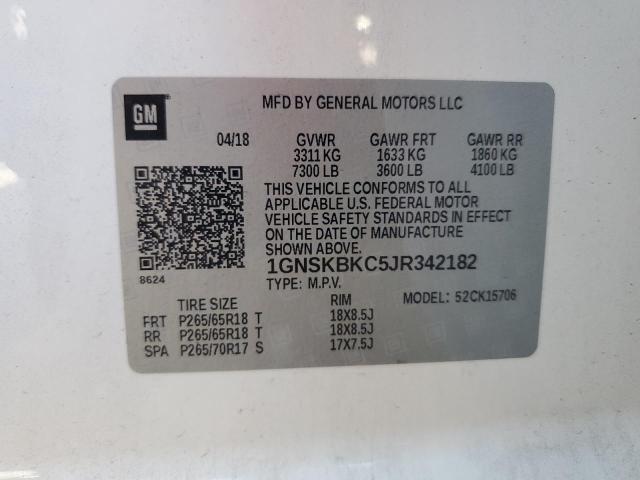 GM
MFD BY GENERAL MOTORS LLC
04/18 GVWR GAWR FRT GAWR RR
3311 KG 1633 KG 1860 KG
7300 LB 3600 LB 4100 LB
THIS VEHICLE CONFORMS TO ALL
APPLICABLE U.S. FEDERAL MOTOR
VEHICLE SAFETY STANDARDS IN EFFECT
ON THE DATE OF MANUFACTURE
SHOWN ABOVE.
1GNSKBKC5JR342182
8624
TYPE: M.P.V.
MODEL: 52CK15706
TIRE SIZE RIM
FRT P265/65R18 T 18X8.5J
RR P265/65R18 T 18X8.5J
SPA P265/70R17 S 17X7.5J